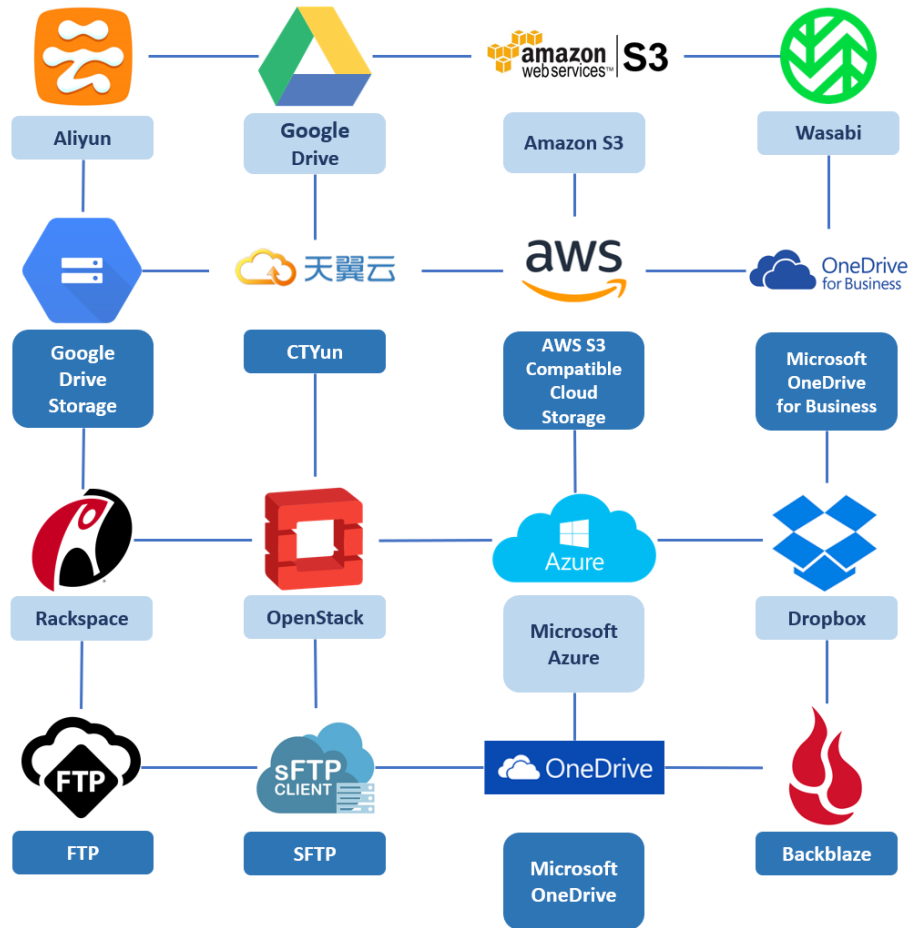 amazon
web services™
S3
Aliyun
Google
Drive
Amazon S3
Wasabi
天翼云
aws
OneDrive
for Business
Google
Drive
Storage
CTYun
AWS S3
Compatible
Cloud
Storage
Microsoft
OneDrive
for Business
Azure
Rackspace
OpenStack
Microsoft
Azure
Dropbox
FTP
sFTP
CLIENT
OneDrive
FTP
SFTP
Microsoft
OneDrive
Backblaze